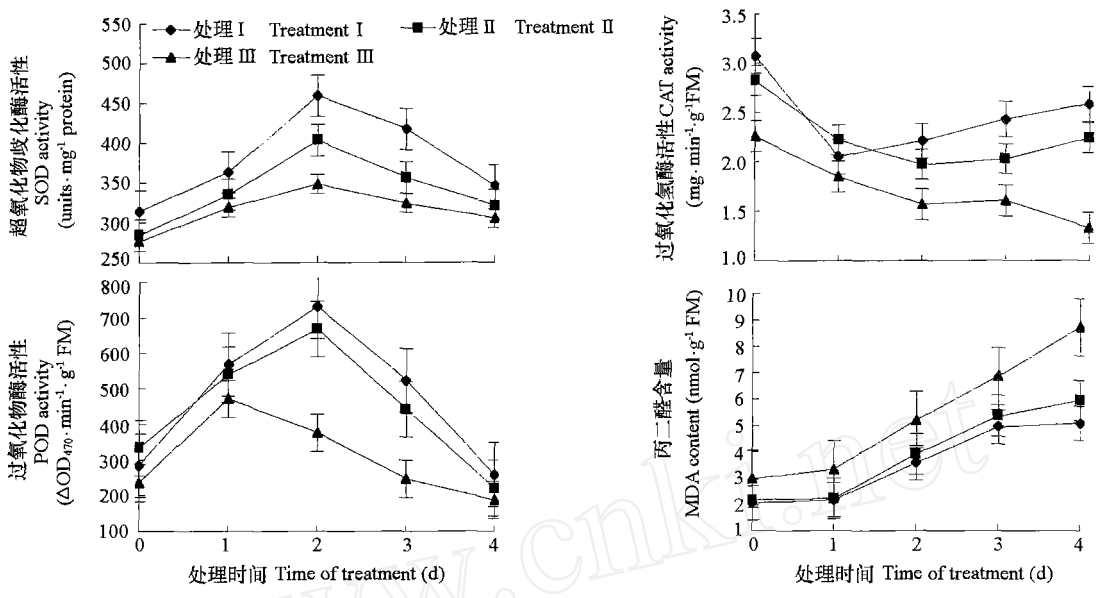 550
500
450
400
350
300
250
超氧化物歧化酶活性
SOD activity
(units·mg⁻¹ protein)
处理Ⅰ Treatment Ⅰ
处理Ⅱ Treatment Ⅱ
处理Ⅲ Treatment Ⅲ
3.5
3.0
2.5
2.0
1.5
1.0
过氧化氢酶活性CAT activity
(mg·min⁻¹·g⁻¹FM)
800
700
600
500
400
300
200
100
过氧化物酶活性
POD activity
(ΔOD₄₇₀·min⁻¹·g⁻¹ FM)
0 1 2 3 4
处理时间 Time of treatment (d)
10
9
8
7
6
5
4
3
2
1
丙二醛含量
MDA content (nmol·g⁻¹ FM)
0 1 2 3 4
处理时间 Time of treatment (d)
www.cnki.net